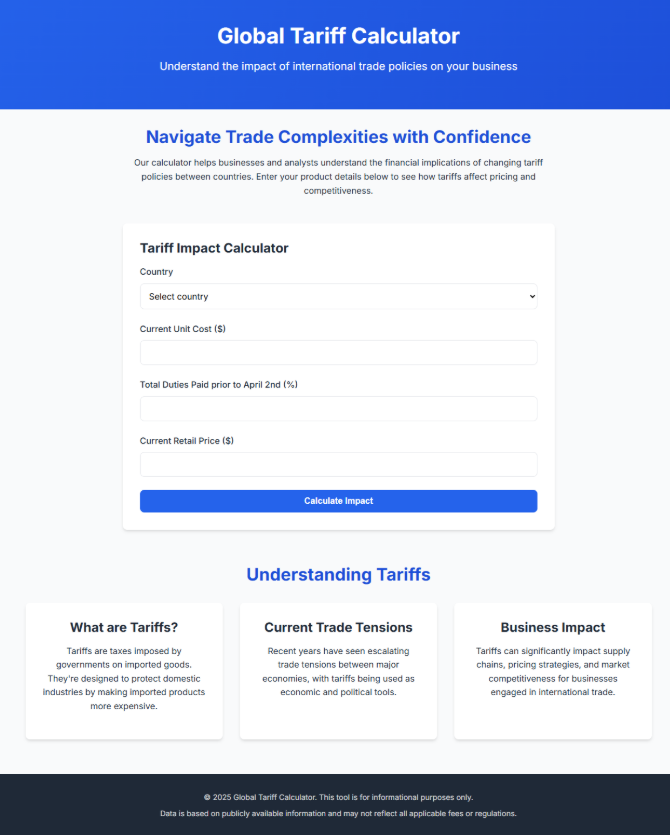 Global Tariff Calculator
Understand the impact of international trade policies on your business
Navigate Trade Complexities with Confidence
Our calculator helps businesses and analysts understand the financial implications of changing tariff
policies between countries. Enter your product details below to see how tariffs affect pricing and
competitiveness.
Tariff Impact Calculator
Country
Select country
Current Unit Cost ($)
Total Duties Paid prior to April 2nd (%)
Current Retail Price ($)
Calculate Impact
Understanding Tariffs
What are Tariffs?
Tariffs are taxes imposed by
governments on imported goods.
They're designed to protect domestic
industries by making imported products
more expensive.
Current Trade Tensions
Recent years have seen escalating
trade tensions between major
economies, with tariffs being used as
economic and political tools.
Business Impact
Tariffs can significantly impact supply
chains, pricing strategies, and market
competitiveness for businesses
engaged in international trade.
© 2025 Global Tariff Calculator. This tool is for informational purposes only.
Data is based on publicly available information and may not reflect all applicable fees or regulations.